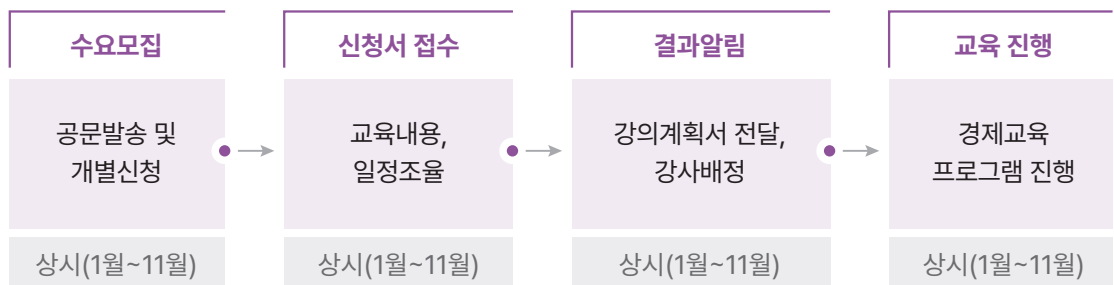 수요모집
공문발송 및
개별신청
상시(1월~11월)
신청서 접수
교육내용,
일정조율
상시(1월~11월)
결과알림
강의계획서 전달,
강사배정
상시(1월~11월)
교육 진행
경제교육
프로그램 진행
상시(1월~11월)